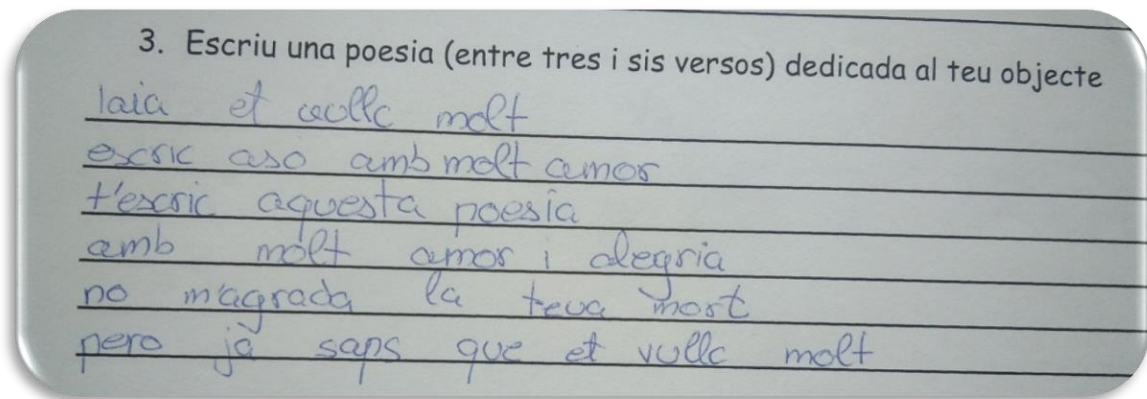 3. Escriu una poesia (entre tres i sis versos) dedicada al teu objecte
laia et vullc molt
escric aso amb molt amor
t'escric aquesta poesia
amb molt amor i alegria
no m'agrada la teva mort
pero jà saps que et vullc molt